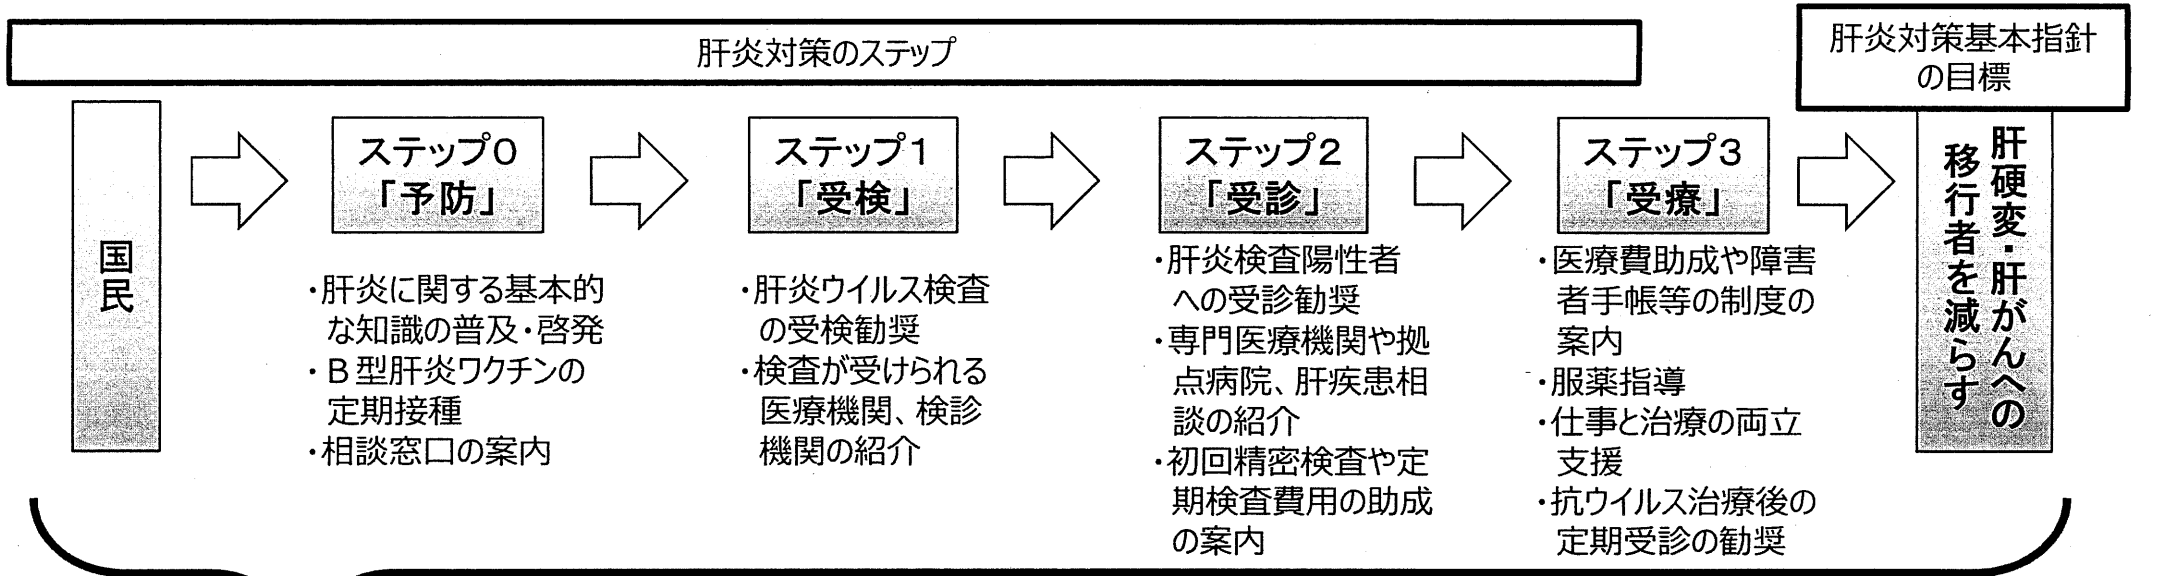 肝炎対策のステップ
肝炎対策基本指針
の目標
国民
ステップ0
「予防」
・肝炎に関する基本的
な知識の普及・啓発
・B型肝炎ワクチンの
定期接種
・相談窓口の案内
ステップ1
「受検」
・肝炎ウイルス検査
の受検勧奨
・検査が受けられる
医療機関、検診
機関の紹介
ステップ2
「受診」
・肝炎検査陽性者
への受診勧奨
・専門医療機関や拠
点病院、肝疾患相
談の紹介
・初回精密検査や定
期検査費用の助成
の案内
ステップ3
「受療」
・医療費助成や障害
者手帳等の制度の
案内
・服薬指導
・仕事と治療の両立
支援
・抗ウイルス治療後の
定期受診の勧奨
肝硬変・肝がんへの
移行者を減らす